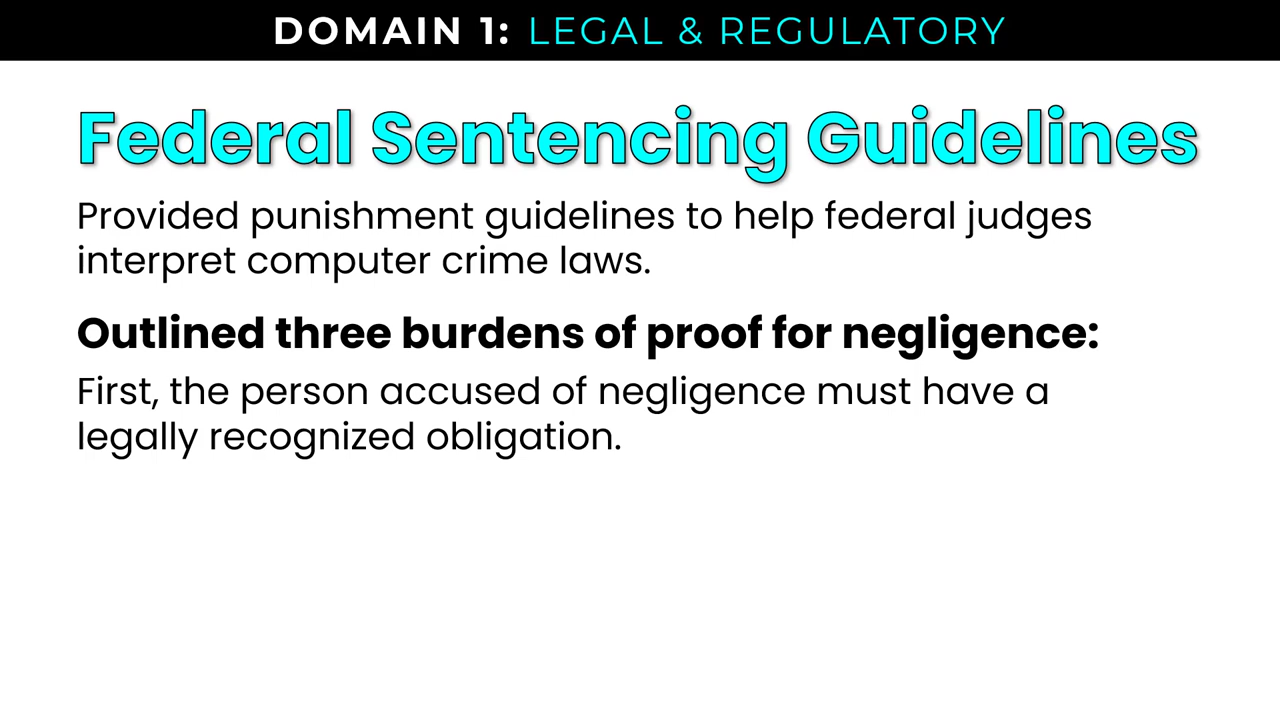 DOMAIN 1: LEGAL & REGULATORY
Federal Sentencing Guidelines
Provided punishment guidelines to help federal judges
interpret computer crime laws.
Outlined three burdens of proof for negligence:
First, the person accused of negligence must have a
legally recognized obligation.